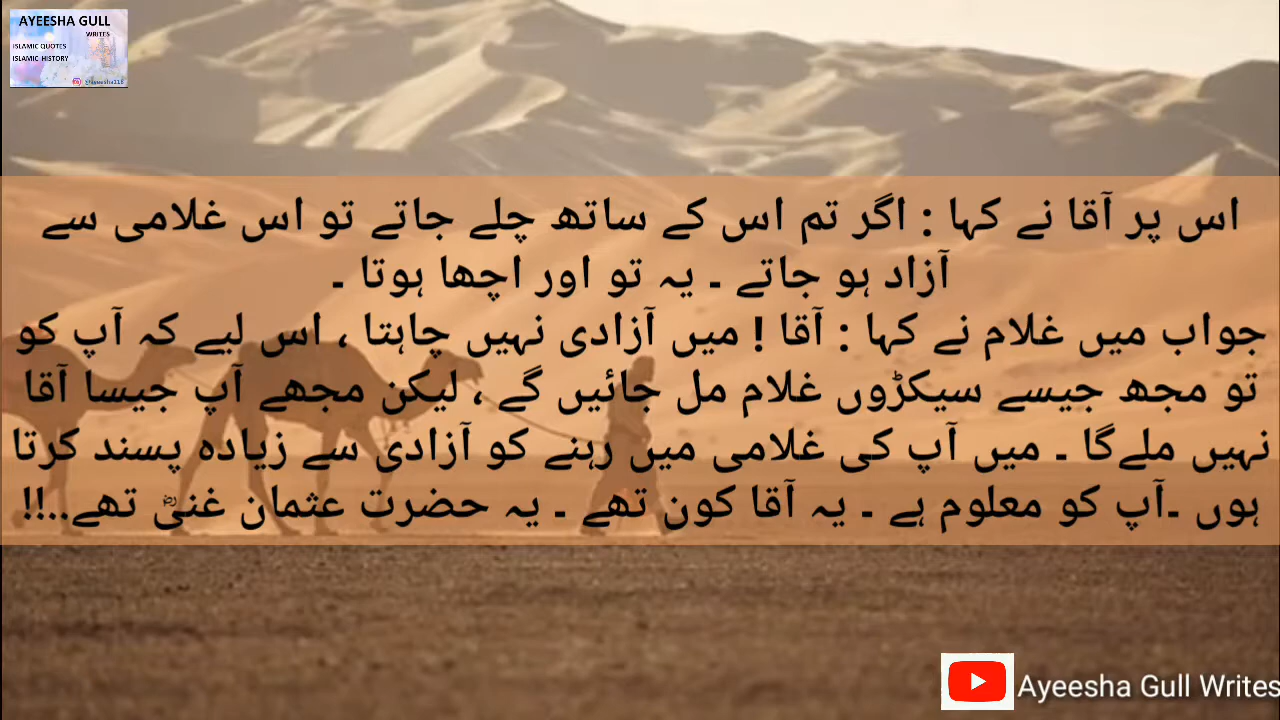 AYEESHA GULL
WRITES
ISLAMIC QUOTES
ISLAMIC HISTORY
اس پر آقا نے کہا : اگر تم اس کے ساتھ چلے جاتے تو اس غلامی سے
آزاد ہو جاتے ۔ یہ تو اور اچھا ہوتا ۔
جواب میں غلام نے کہا : آقا ! میں آزادی نہیں چاہتا ، اس لیے کہ آپ کو
تو مجھ جیسے سیکڑوں غلام مل جائیں گے ، لیکن مجھے آپ جیسا آقا
نہیں ملےگا ۔ میں آپ کی غلامی میں رہنے کو آزادی سے زیادہ پسند کرتا
ہوں ۔آپ کو معلوم ہے ۔ یہ آقا کون تھے ۔ یہ حضرت عثمان غنیؓ تھے..!!
Ayeesha Gull Writes